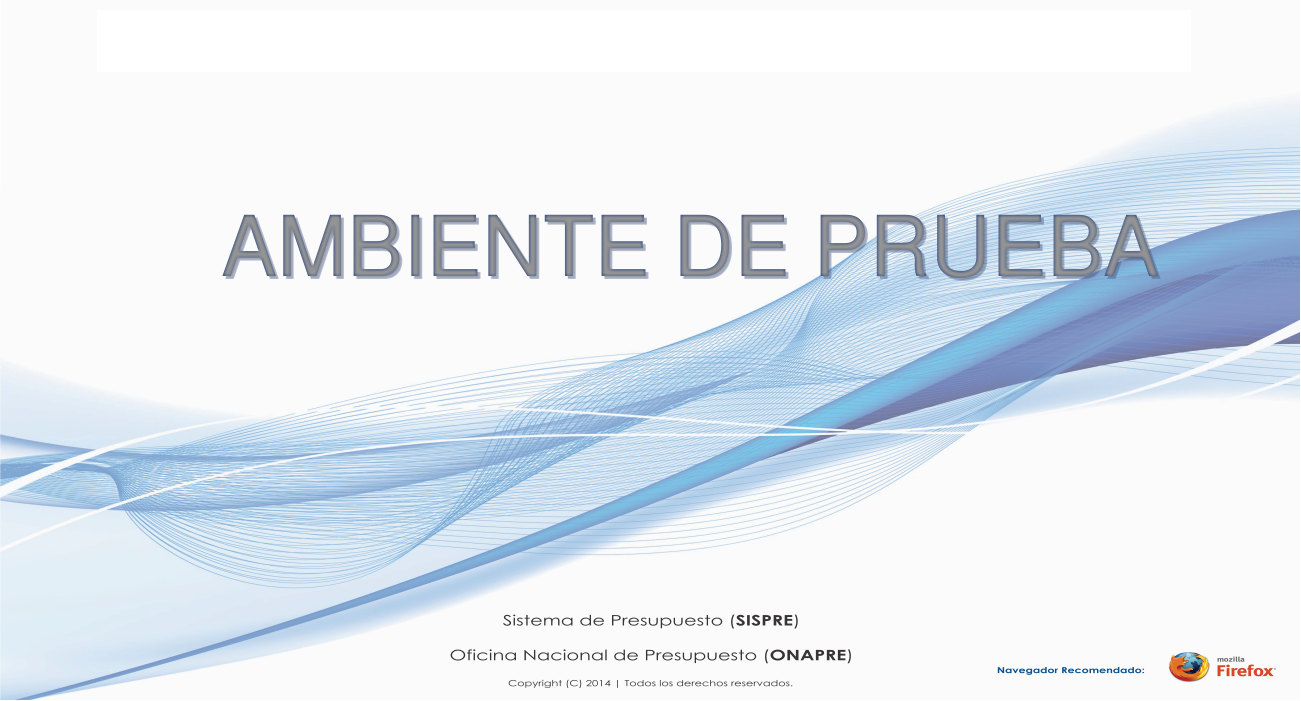 AMBIENTE DE PRUEBA
Sistema de Presupuesto (SISPRE)
Oficina Nacional de Presupuesto (ONAPRE)
Copyright (C) 2014 | Todos los derechos reservados.
Navegador Recomendado:
mozilla
Firefox